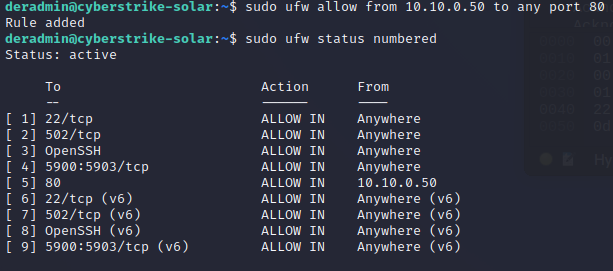 deradmin@cyberstrike-solar:~$ sudo ufw allow from 10.10.0.50 to any port 80
Rule added
deradmin@cyberstrike-solar:~$ sudo ufw status numbered
Status: active

     To                         Action      From
     --                         ------      ----
[ 1] 22/tcp                     ALLOW IN    Anywhere
[ 2] 502/tcp                    ALLOW IN    Anywhere
[ 3] OpenSSH                    ALLOW IN    Anywhere
[ 4] 5900:5903/tcp              ALLOW IN    Anywhere
[ 5] 80                         ALLOW IN    10.10.0.50
[ 6] 22/tcp (v6)                ALLOW IN    Anywhere (v6)
[ 7] 502/tcp (v6)               ALLOW IN    Anywhere (v6)
[ 8] OpenSSH (v6)               ALLOW IN    Anywhere (v6)
[ 9] 5900:5903/tcp (v6)         ALLOW IN    Anywhere (v6)